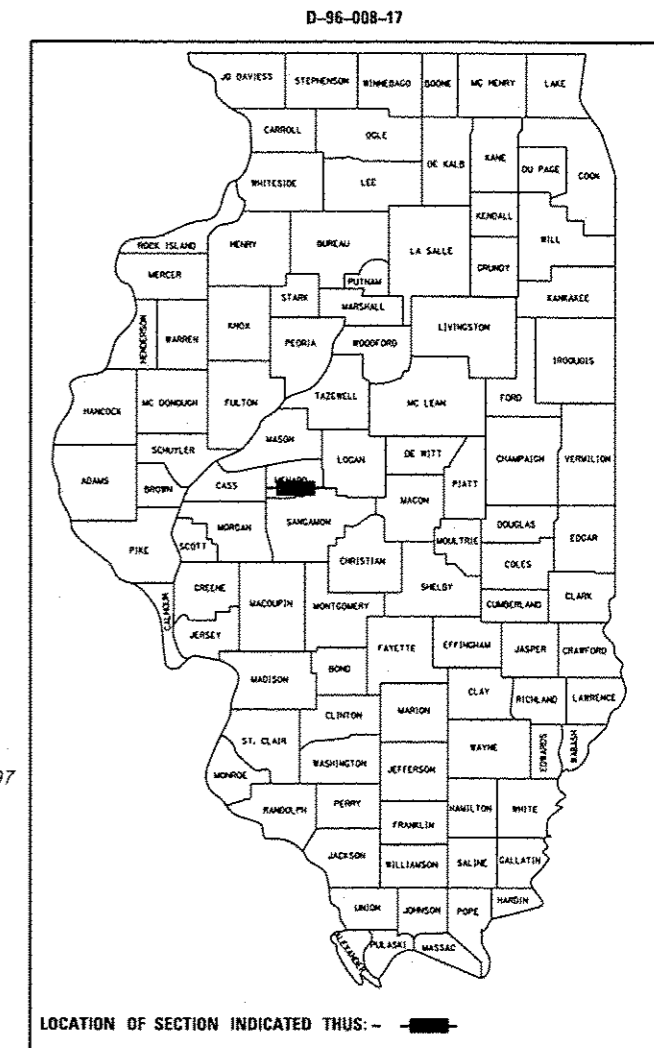 D-96-008-17
JO DAVIESS STEPHENSON WINNEBAGO BOONE MC HENRY LAKE
CARROLL OGLE DE KALB KANE DU PAGE COOK
WHITESIDE LEE KENDALL WILL
ROCK ISLAND HENRY BUREAU LA SALLE GRUNDY
MERCER PUTNAM KANKAKEE
STARK MARSHALL
HENDERSON WARREN KNOX PEORIA WOODFORD LIVINGSTON IROQUOIS
HANCOCK MC DONOUGH FULTON TAZEWELL MC LEAN FORD
MASON
SCHUYLER LOGAN DE WITT CHAMPAIGN VERMILION
ADAMS BROWN CASS MENARD PIATT
MACON
MORGAN SANGAMON DOUGLAS EDGAR
PIKE SCOTT CHRISTIAN MOULTRIE COLES
SHELBY
GREENE MACOUPIN MONTGOMERY CUMBERLAND CLARK
CALHOUN JERSEY
FAYETTE EFFINGHAM JASPER CRAWFORD
MADISON BOND
CLAY RICHLAND LAWRENCE
CLINTON MARION
ST. CLAIR WAYNE EDWARDS WABASH
WASHINGTON JEFFERSON
97
MONROE
RANDOLPH PERRY HAMILTON WHITE
FRANKLIN
JACKSON WILLIAMSON SALINE GALLATIN
UNION JOHNSON POPE HARDIN
ALEXANDER PULASKI MASSAC
LOCATION OF SECTION INDICATED THUS: -